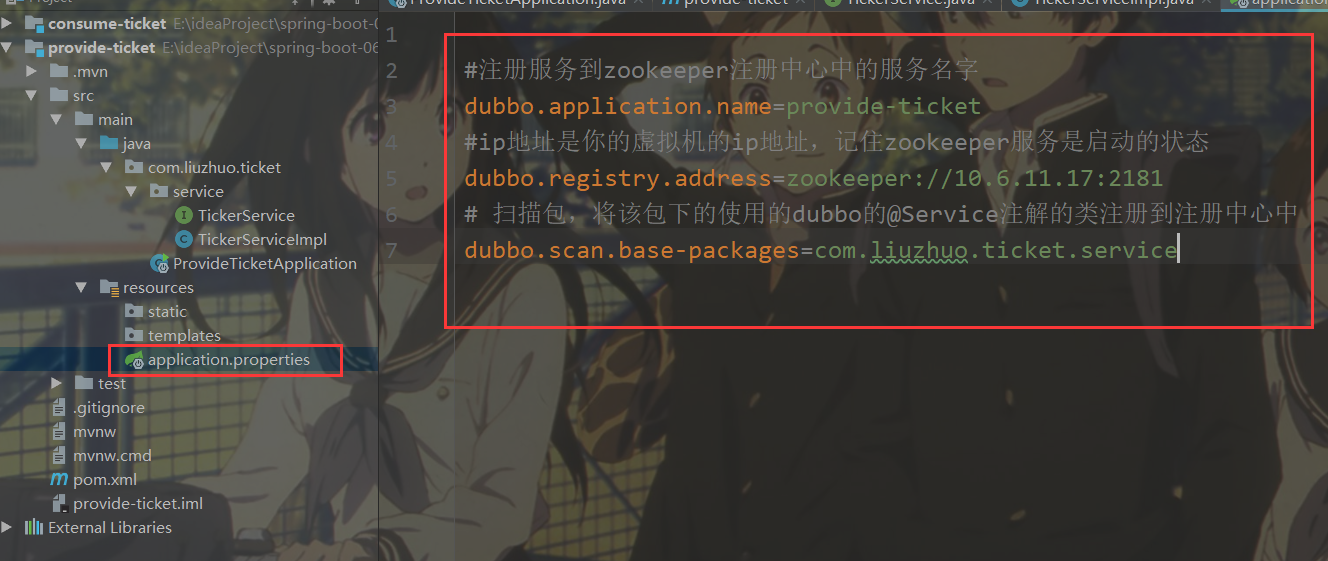 Project
ProvideTicketApplication.java
provide-ticket
TickerService.java
TickerServiceImpl.java
consume-ticket E:\ideaProject\spring-boot-0
provide-ticket E:\ideaProject\spring-boot-06
.mvn
src
main
java
com.liuzhuo.ticket
service
TickerService
TickerServiceImpl
ProvideTicketApplication
resources
static
templates
application.properties
test
.gitignore
mvnw
mvnw.cmd
pom.xml
provide-ticket.iml
External Libraries
1
2 #注册服务到zookeeper注册中心中的服务名字
3 dubbo.application.name=provide-ticket
4 #ip地址是你的虚拟机的ip地址，记住zookeeper服务是启动的状态
5 dubbo.registry.address=zookeeper://10.6.11.17:2181
6 # 扫描包，将该包下的使用的dubbo的@Service注解的类注册到注册中心中
7 dubbo.scan.base-packages=com.liuzhuo.ticket.service